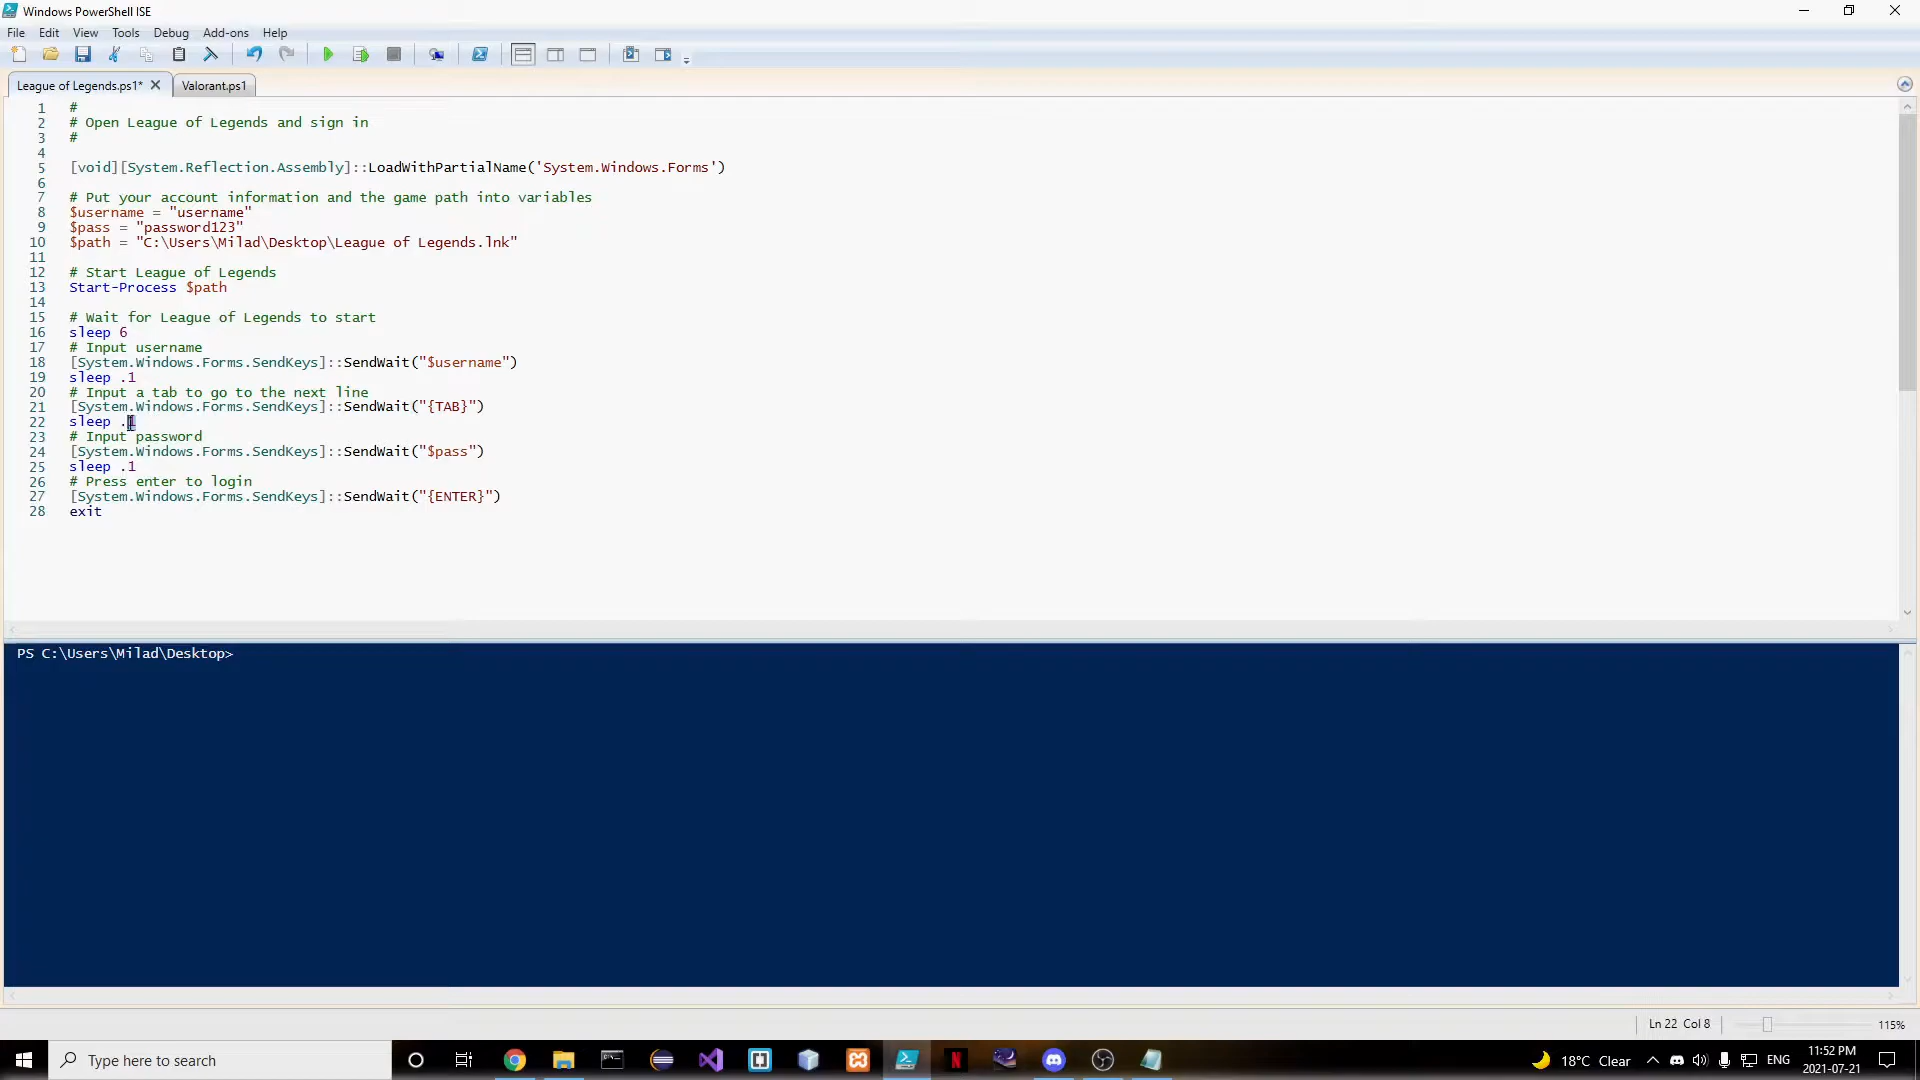 Windows PowerShell ISE
File Edit View Tools Debug Add-ons Help
League of Legends.ps1* Valorant.ps1
1 #
2 # Open League of Legends and sign in
3 #
4
5 [void][System.Reflection.Assembly]::LoadWithPartialName('System.Windows.Forms')
6
7 # Put your account information and the game path into variables
8 $username = "username"
9 $pass = "password123"
10 $path = "C:\Users\Milad\Desktop\League of Legends.lnk"
11
12 # Start League of Legends
13 Start-Process $path
14
15 # Wait for League of Legends to start
16 sleep 6
17 # Input username
18 [System.Windows.Forms.SendKeys]::SendWait("$username")
19 sleep .1
20 # Input a tab to go to the next line
21 [System.Windows.Forms.SendKeys]::SendWait("{TAB}")
22 sleep .1
23 # Input password
24 [System.Windows.Forms.SendKeys]::SendWait("$pass")
25 sleep .1
26 # Press enter to login
27 [System.Windows.Forms.SendKeys]::SendWait("{ENTER}")
28 exit
PS C:\Users\Milad\Desktop>
Ln 22 Col 8 115%
Type here to search
18°C Clear ENG
11:52 PM
2021-07-21